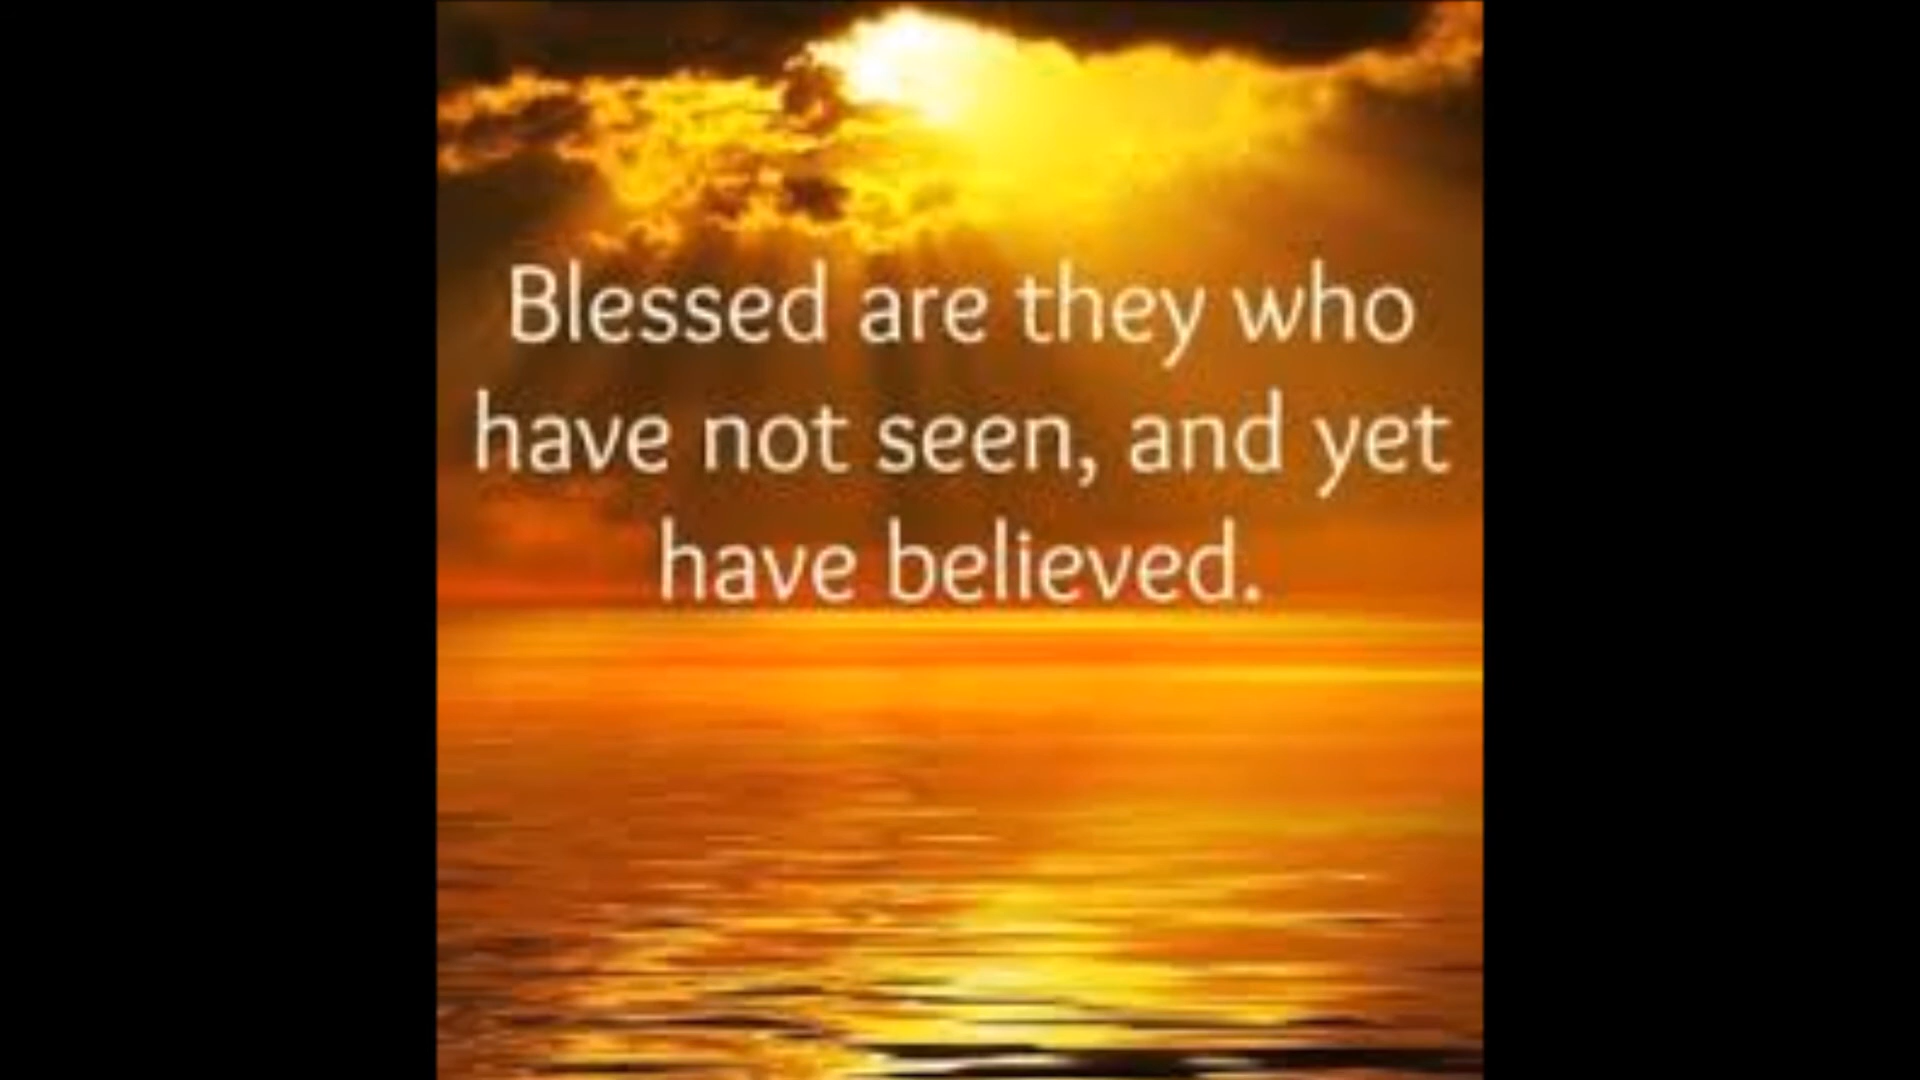 Blessed are they who
have not seen, and yet
have believed.